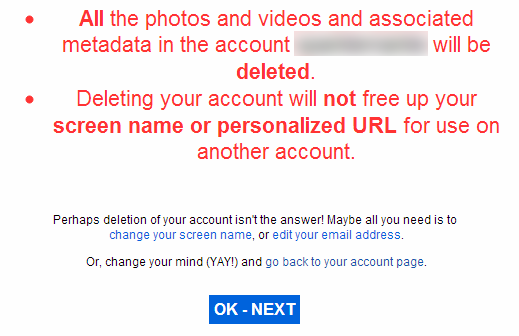 • All the photos and videos and associated
metadata in the account will be
deleted.
• Deleting your account will not free up your
screen name or personalized URL for use on
another account.
Perhaps deletion of your account isn't the answer! Maybe all you need is to
change your screen name, or edit your email address.
Or, change your mind (YAY!) and go back to your account page.
OK - NEXT